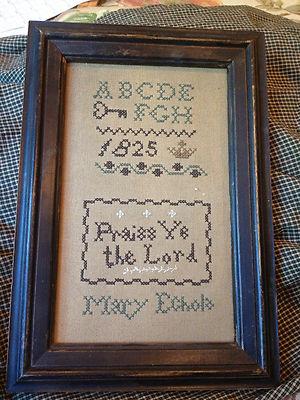 ABCDE
FGH
1825
Praise Ye
the Lord
Mary Echols